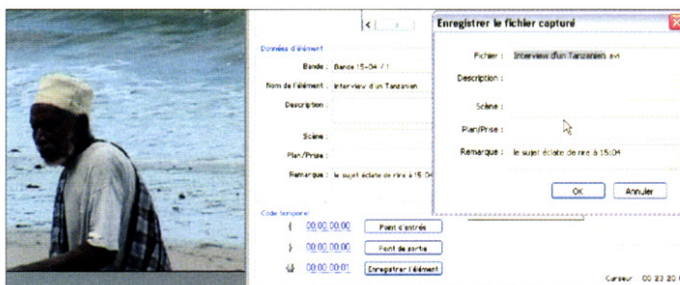 Données d'élément
Bande : Bande 15-04 / 1
Nom de l'élément : Interview d'un Tanzanien
Description :
Scène :
Plan/Prise :
Remarque : le sujet éclate de rire à 15:04
Code temporel
{ 00:00:00:00 Point d'entrée
} 00:00:00:00 Point de sortie
{} 00:00:00:01 Enregistrer l'élément
Enregistrer le fichier capturé
Fichier : Interview d'un Tanzanien.avi
Description :
Scène :
Plan/Prise :
Remarque : le sujet éclate de rire à 15:04
OK Annuler
Curseur : 00 23 20